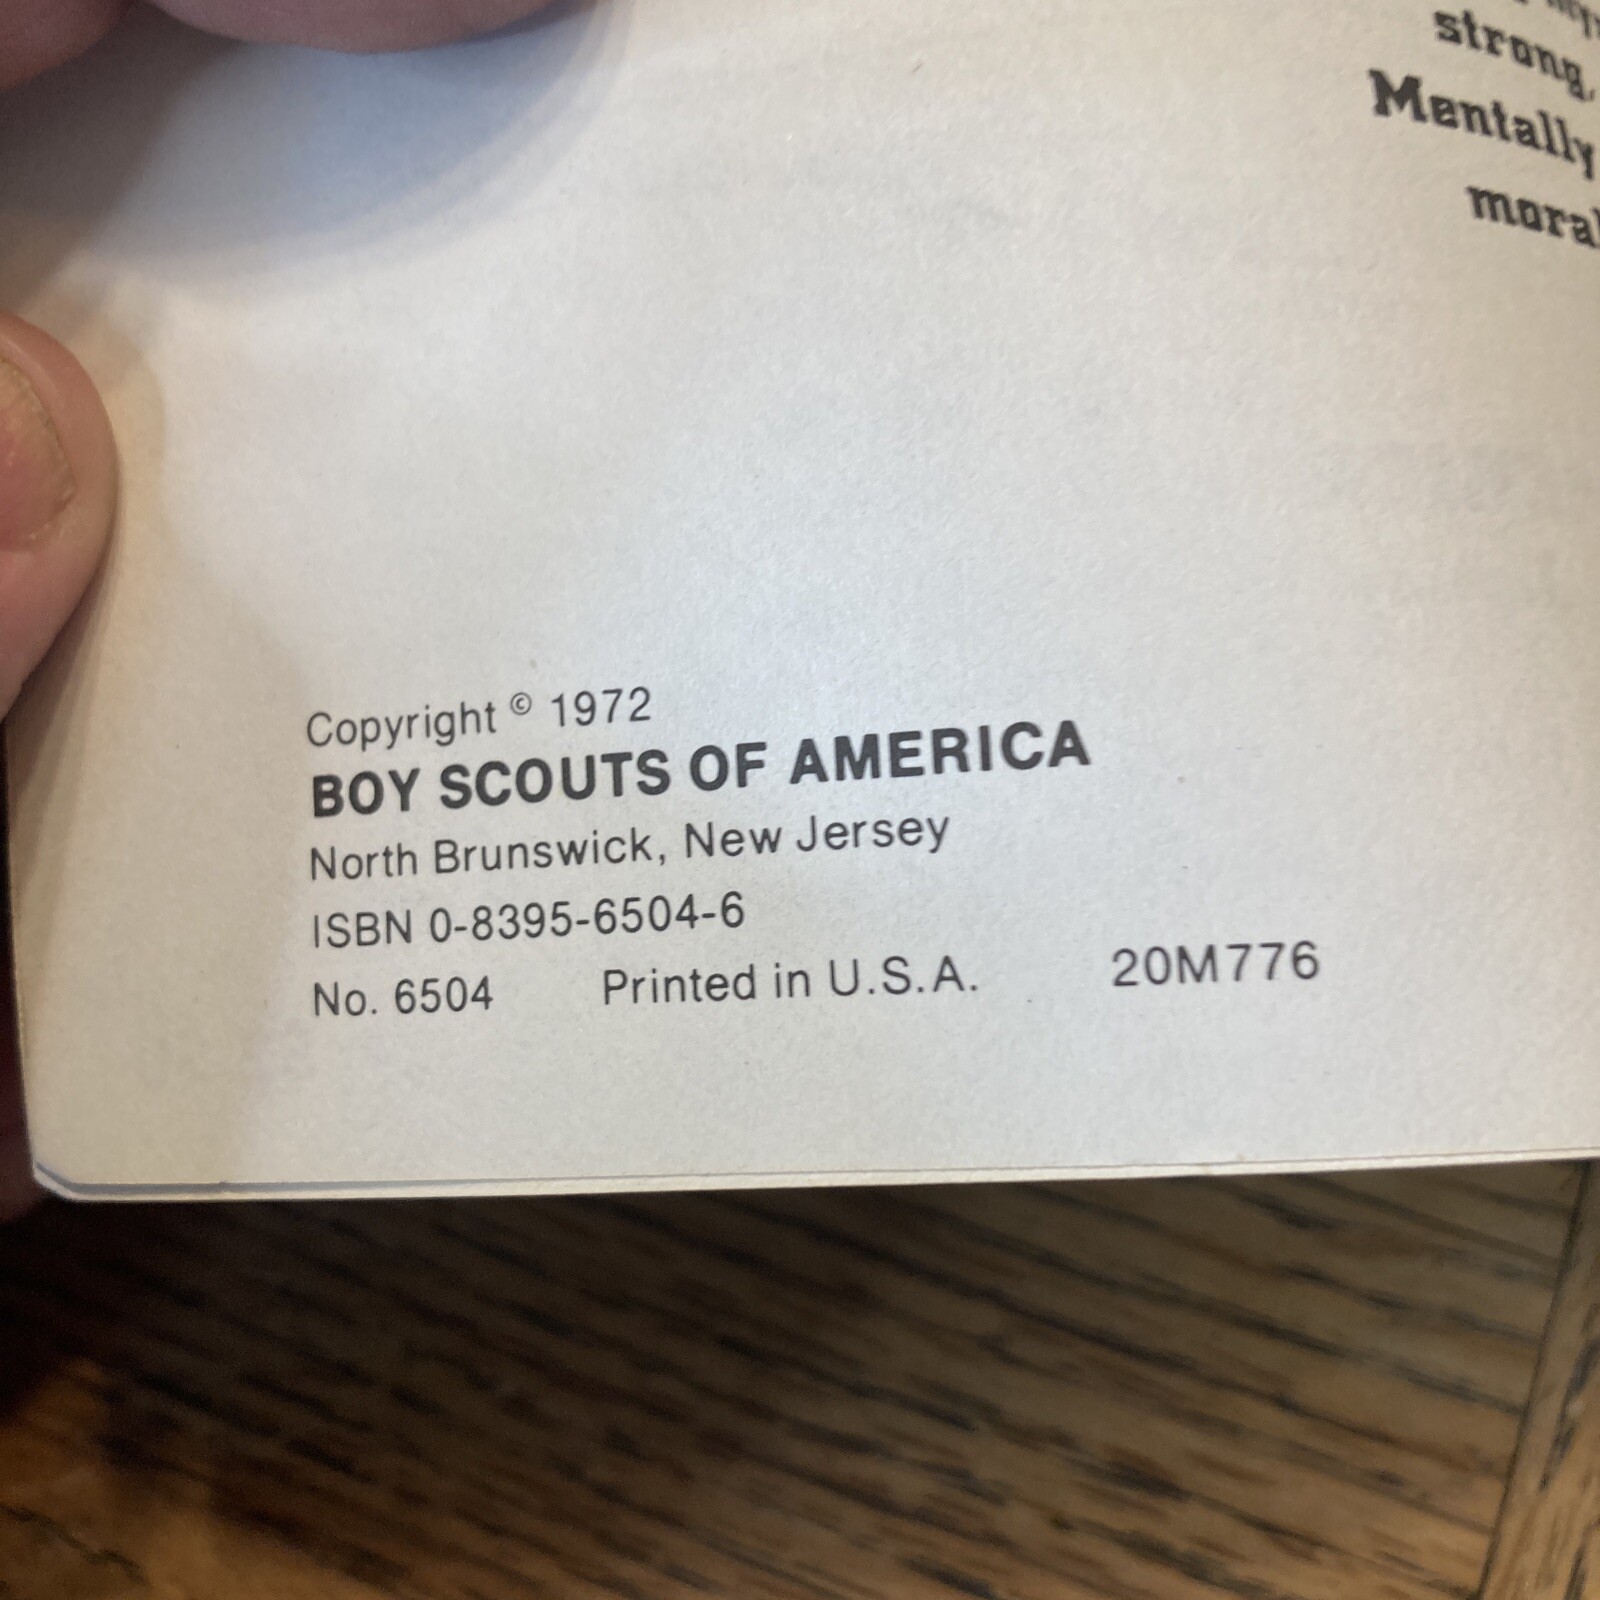 strong,
Mentally
Copyright © 1972
BOY SCOUTS OF AMERICA
North Brunswick, New Jersey
ISBN 0-8395-6504-6
No. 6504 Printed in U.S.A. 20M776